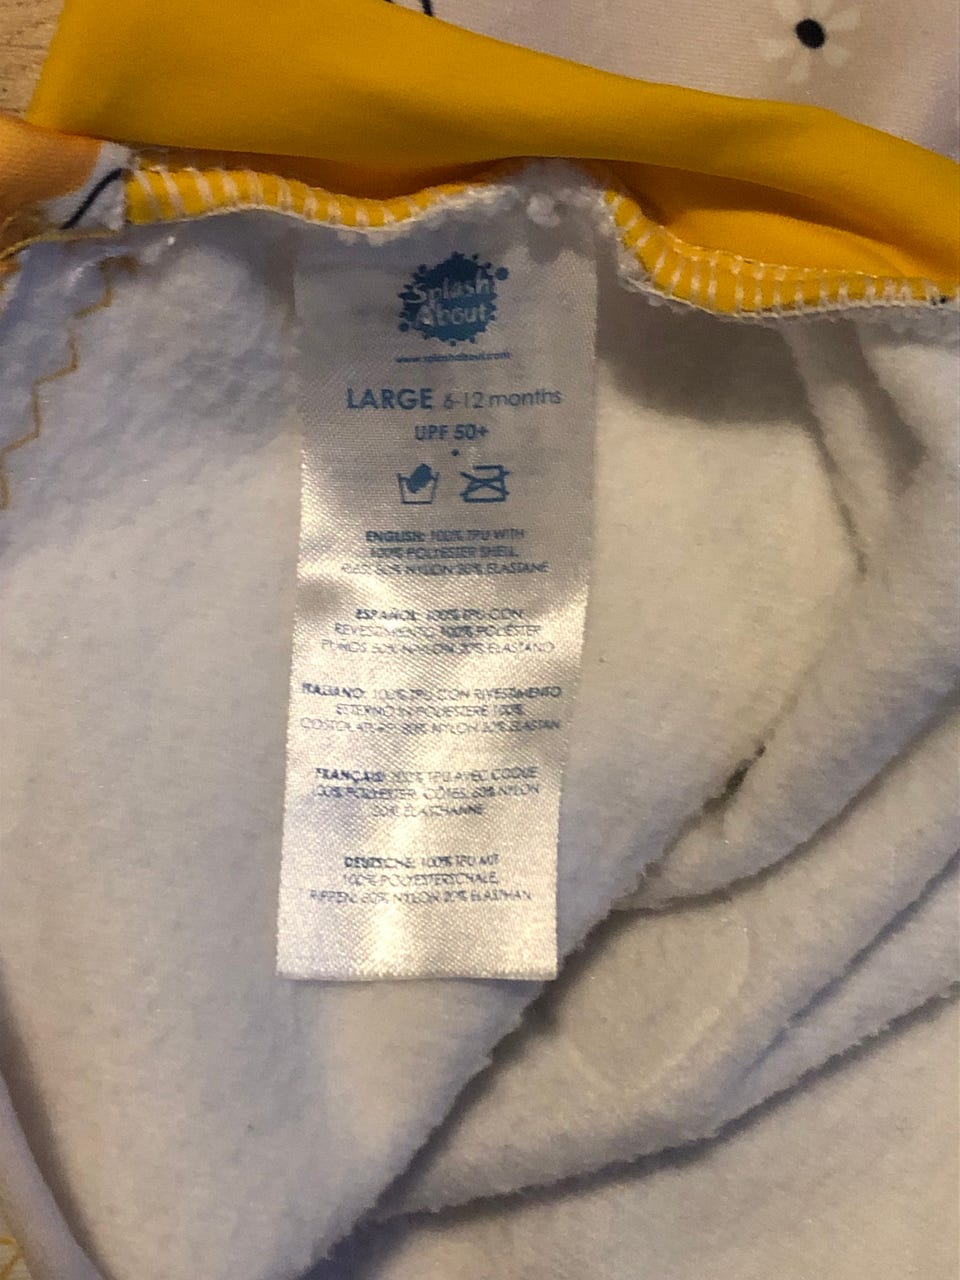 Splash
About
www.splashabout.com
LARGE 6-12 months
UPF 50+
ENGLISH: 100% TPU WITH
100% POLYESTER SHELL,
RIBS: 80% NYLON 20% ELASTANE
ESPAÑOL: 100% TPU CON
REVESTIMIENTO 100% POLIÉSTER
PUÑOS 80% NYLON 20% ELASTANO
ITALIANO: 100% TPU CON RIVESTIMENTO
ESTERNO IN POLIESTERE 100%
80% NYLON 20% ELASTAN
FRANÇAIS: 100% TPU AVEC COQUE
100% POLYESTER, CÔTES, 80% NYLON
ÉLASTHANNE
DEUTSCHE: 100% TPU MIT
100% POLYESTERSCHALE,
RIPPEN: 80% NYLON 20% ELASTHAN